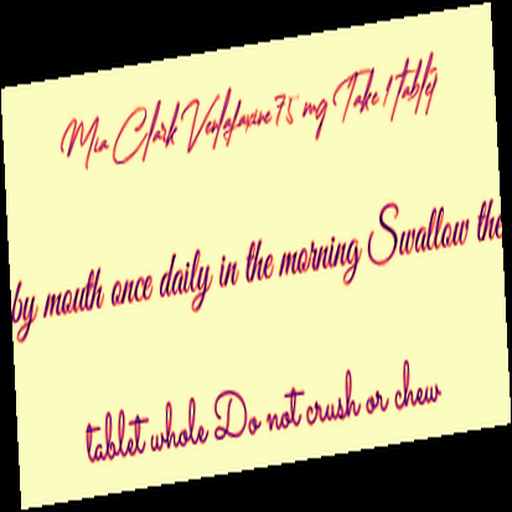 Mia Clark Venlafaxine 75 mg Take 1 tablet
by mouth once daily in the morning Swallow the
tablet whole Do not crush or chew